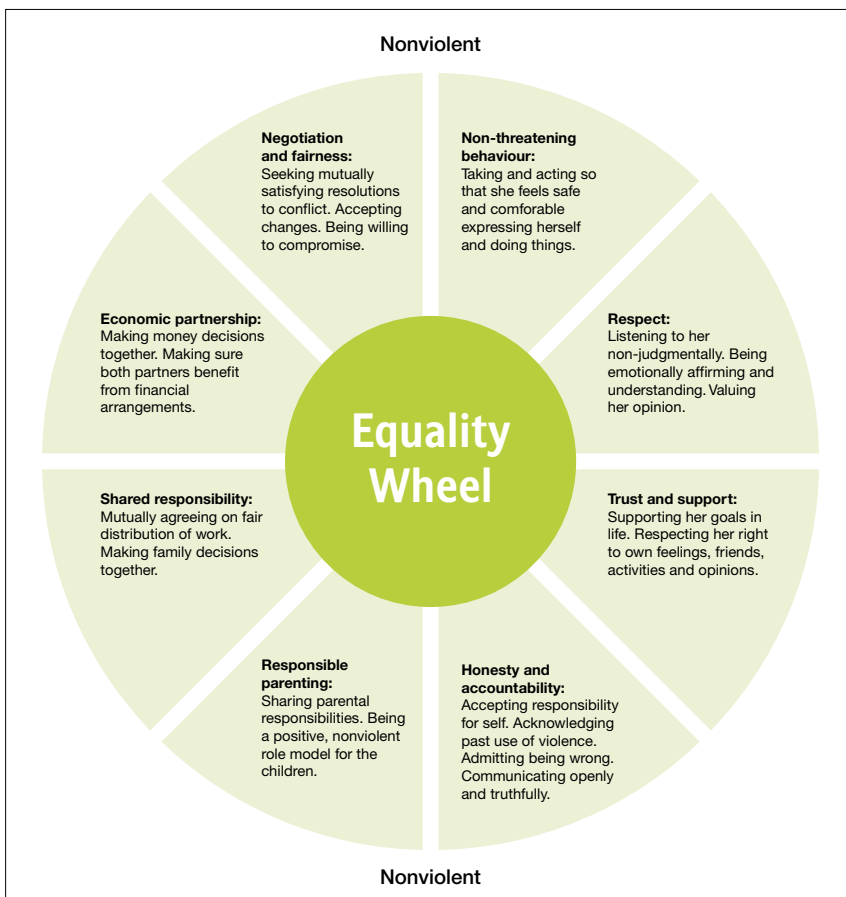 Nonviolent
Negotiation
and fairness:
Seeking mutually
satisfying resolutions
to conflict. Accepting
changes. Being willing
to compromise.
Non-threatening
behaviour:
Taking and acting so
that she feels safe
and comforable
expressing herself
and doing things.
Respect:
Listening to her
non-judgmentally. Being
emotionally affirming and
understanding. Valuing
her opinion.
Trust and support:
Supporting her goals in
life. Respecting her right
to own feelings, friends,
activities and opinions.
Honesty and
accountability:
Accepting responsibility
for self. Acknowledging
past use of violence.
Admitting being wrong.
Communicating openly
and truthfully.
Responsible
parenting:
Sharing parental
responsibilities. Being
a positive, nonviolent
role model for the
children.
Shared responsibility:
Mutually agreeing on fair
distribution of work.
Making family decisions
together.
Economic partnership:
Making money decisions
together. Making sure
both partners benefit
from financial
arrangements.
Equality
Wheel
Nonviolent